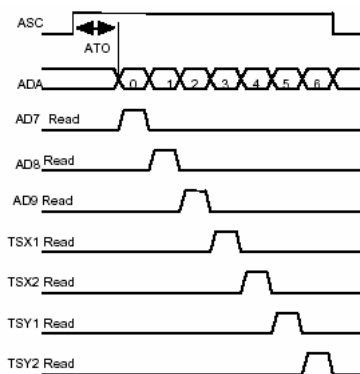 ASC
ATO
ADA 0 1 2 3 4 5 6
AD7 Read
AD8 Read
AD9 Read
TSX1 Read
TSX2 Read
TSY1 Read
TSY2 Read